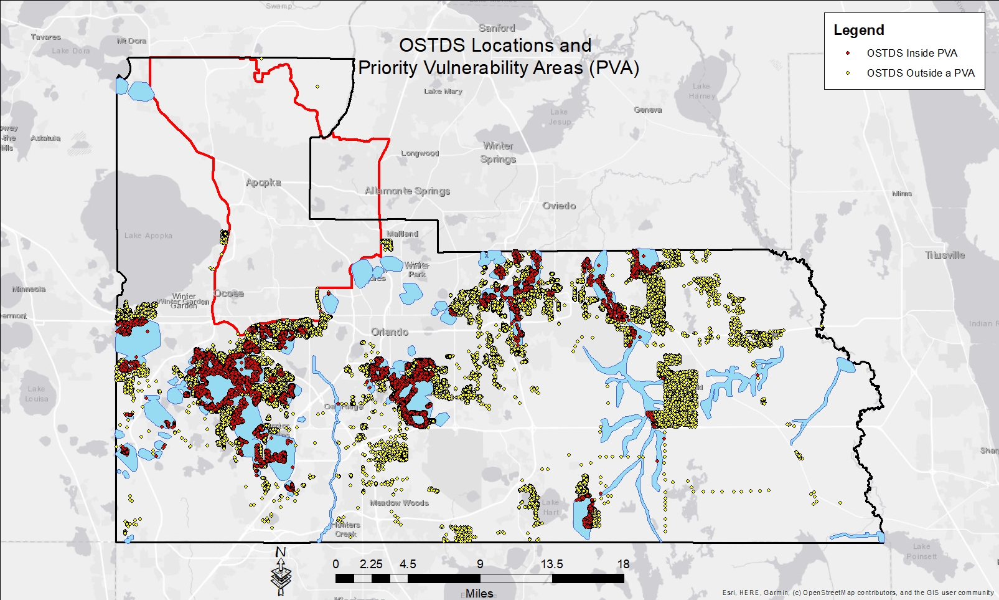 Swamp
Sanford
Tavares
Mt Dora
Lake Dora
OSTDS Locations and
Priority Vulnerability Areas (PVA)
Legend
OSTDS Inside PVA
OSTDS Outside a PVA
Lake Mary
Lake
Harney
Geneva
Lake
Jesup
Astatula
Winter
Springs
Longwood
Apopka
Altamonte Springs
Oviedo
Mims
Lake Apopka
Maitland
Titusville
Winter
Park
Minneola
Ocoee
Winter
Garden
Winter Garden
Orlando
Indian R
Lake
Louisa
Meadow Woods
Lake
Hart
Hunters
Creek
Lake
Poinsett
N
0 2.25 4.5 9 13.5 18
Miles
Esri, HERE, Garmin, (c) OpenStreetMap contributors, and the GIS user community